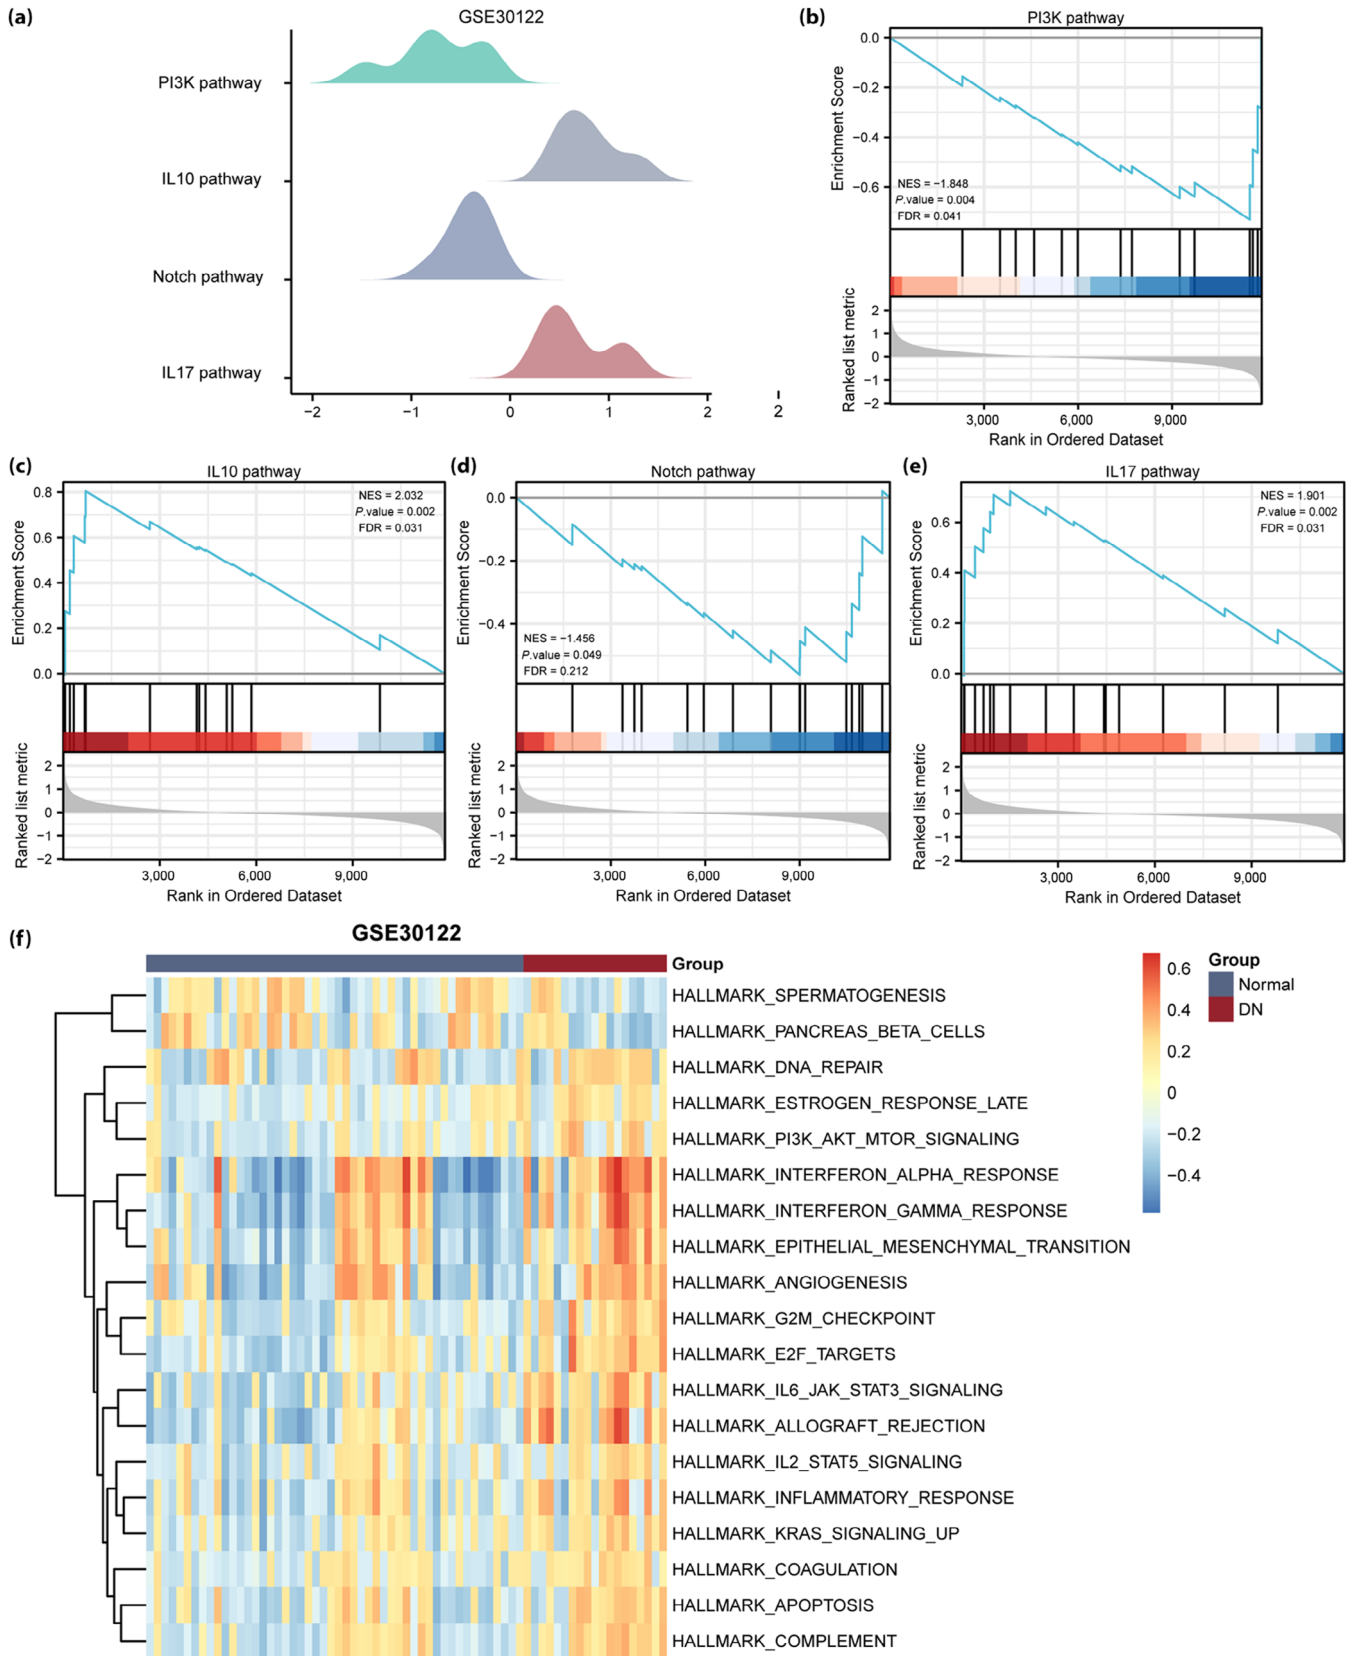 (a)
GSE30122
PI3K pathway
IL10 pathway
Notch pathway
IL17 pathway
−2 −1 0 1 2 2
(b)
PI3K pathway
Enrichment Score
0.0
−0.2
−0.4
−0.6
NES = −1.848
P.value = 0.004
FDR = 0.041
Ranked list metric
2
1
0
−1
−2
3,000 6,000 9,000
Rank in Ordered Dataset
(c)
IL10 pathway
Enrichment Score
0.8
0.6
0.4
0.2
0.0
NES = 2.032
P.value = 0.002
FDR = 0.031
Ranked list metric
2
1
0
−1
−2
3,000 6,000 9,000
Rank in Ordered Dataset
(d)
Notch pathway
Enrichment Score
0.0
−0.2
−0.4
NES = −1.456
P.value = 0.049
FDR = 0.212
Ranked list metric
2
1
0
−1
−2
3,000 6,000 9,000
Rank in Ordered Dataset
(e)
IL17 pathway
Enrichment Score
0.6
0.4
0.2
0.0
NES = 1.901
P.value = 0.002
FDR = 0.031
Ranked list metric
2
1
0
−1
−2
3,000 6,000 9,000
Rank in Ordered Dataset
(f)
GSE30122
Group
HALLMARK_SPERMATOGENESIS
HALLMARK_PANCREAS_BETA_CELLS
HALLMARK_DNA_REPAIR
HALLMARK_ESTROGEN_RESPONSE_LATE
HALLMARK_PI3K_AKT_MTOR_SIGNALING
HALLMARK_INTERFERON_ALPHA_RESPONSE
HALLMARK_INTERFERON_GAMMA_RESPONSE
HALLMARK_EPITHELIAL_MESENCHYMAL_TRANSITION
HALLMARK_ANGIOGENESIS
HALLMARK_G2M_CHECKPOINT
HALLMARK_E2F_TARGETS
HALLMARK_IL6_JAK_STAT3_SIGNALING
HALLMARK_ALLOGRAFT_REJECTION
HALLMARK_IL2_STAT5_SIGNALING
HALLMARK_INFLAMMATORY_RESPONSE
HALLMARK_KRAS_SIGNALING_UP
HALLMARK_COAGULATION
HALLMARK_APOPTOSIS
HALLMARK_COMPLEMENT
0.6
0.4
0.2
0
−0.2
−0.4
Group
Normal
DN